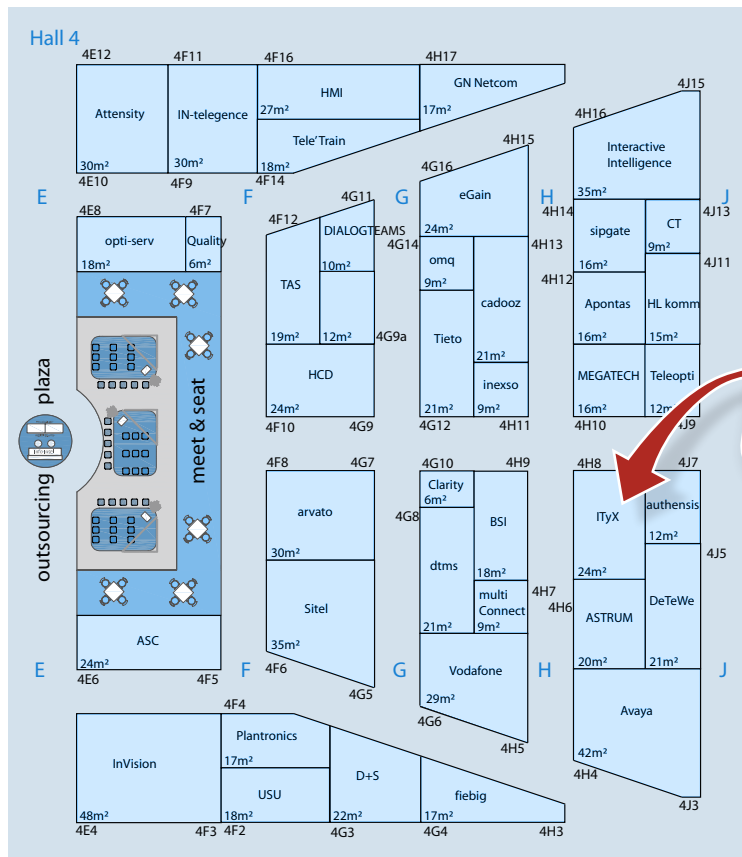 Hall 4
4E12
4F11
4F16
4H17
Attensity
30m²
IN-telegence
30m²
HMI
27m²
GN Netcom
17m²
Tele’Train
18m²
4E10
4F9
4F14
4J15
4H16
Interactive
Intelligence
35m²
4H15
4G16
eGain
24m²
E
F
G
H
J
4E8
4F7
opti-serv
18m²
Quality
6m²
4G11
4F12
DIALOGTEAMS
10m²
TAS
19m²
12m²
4G9a
HCD
24m²
4F10
4G9
4G14
4H13
omq
9m²
cadooz
21m²
Tieto
21m²
inexso
9m²
4G12
4H11
4H14
4J13
sipgate
16m²
CT
9m²
4J11
4H12
Apontas
16m²
HL komm
15m²
MEGATECH
16m²
Teleopti
12m²
4H10
4J9
outsourcing
plaza
meet & seat
4F8
4G7
arvato
30m²
Sitel
35m²
4F6
4G5
4G10
4H9
Clarity
6m²
4G8
BSI
18m²
dtms
21m²
multi
Connect
9m²
4H7
Vodafone
29m²
4G6
4H5
4H8
4J7
ITyX
24m²
authensis
12m²
4J5
4H6
ASTRUM
20m²
DeTeWe
21m²
Avaya
42m²
4H4
4J3
ASC
24m²
4E6
4F5
E
F
G
H
J
4F4
InVision
48m²
Plantronics
17m²
USU
18m²
D+S
22m²
fiebig
17m²
4E4
4F3
4F2
4G3
4G4
4H3